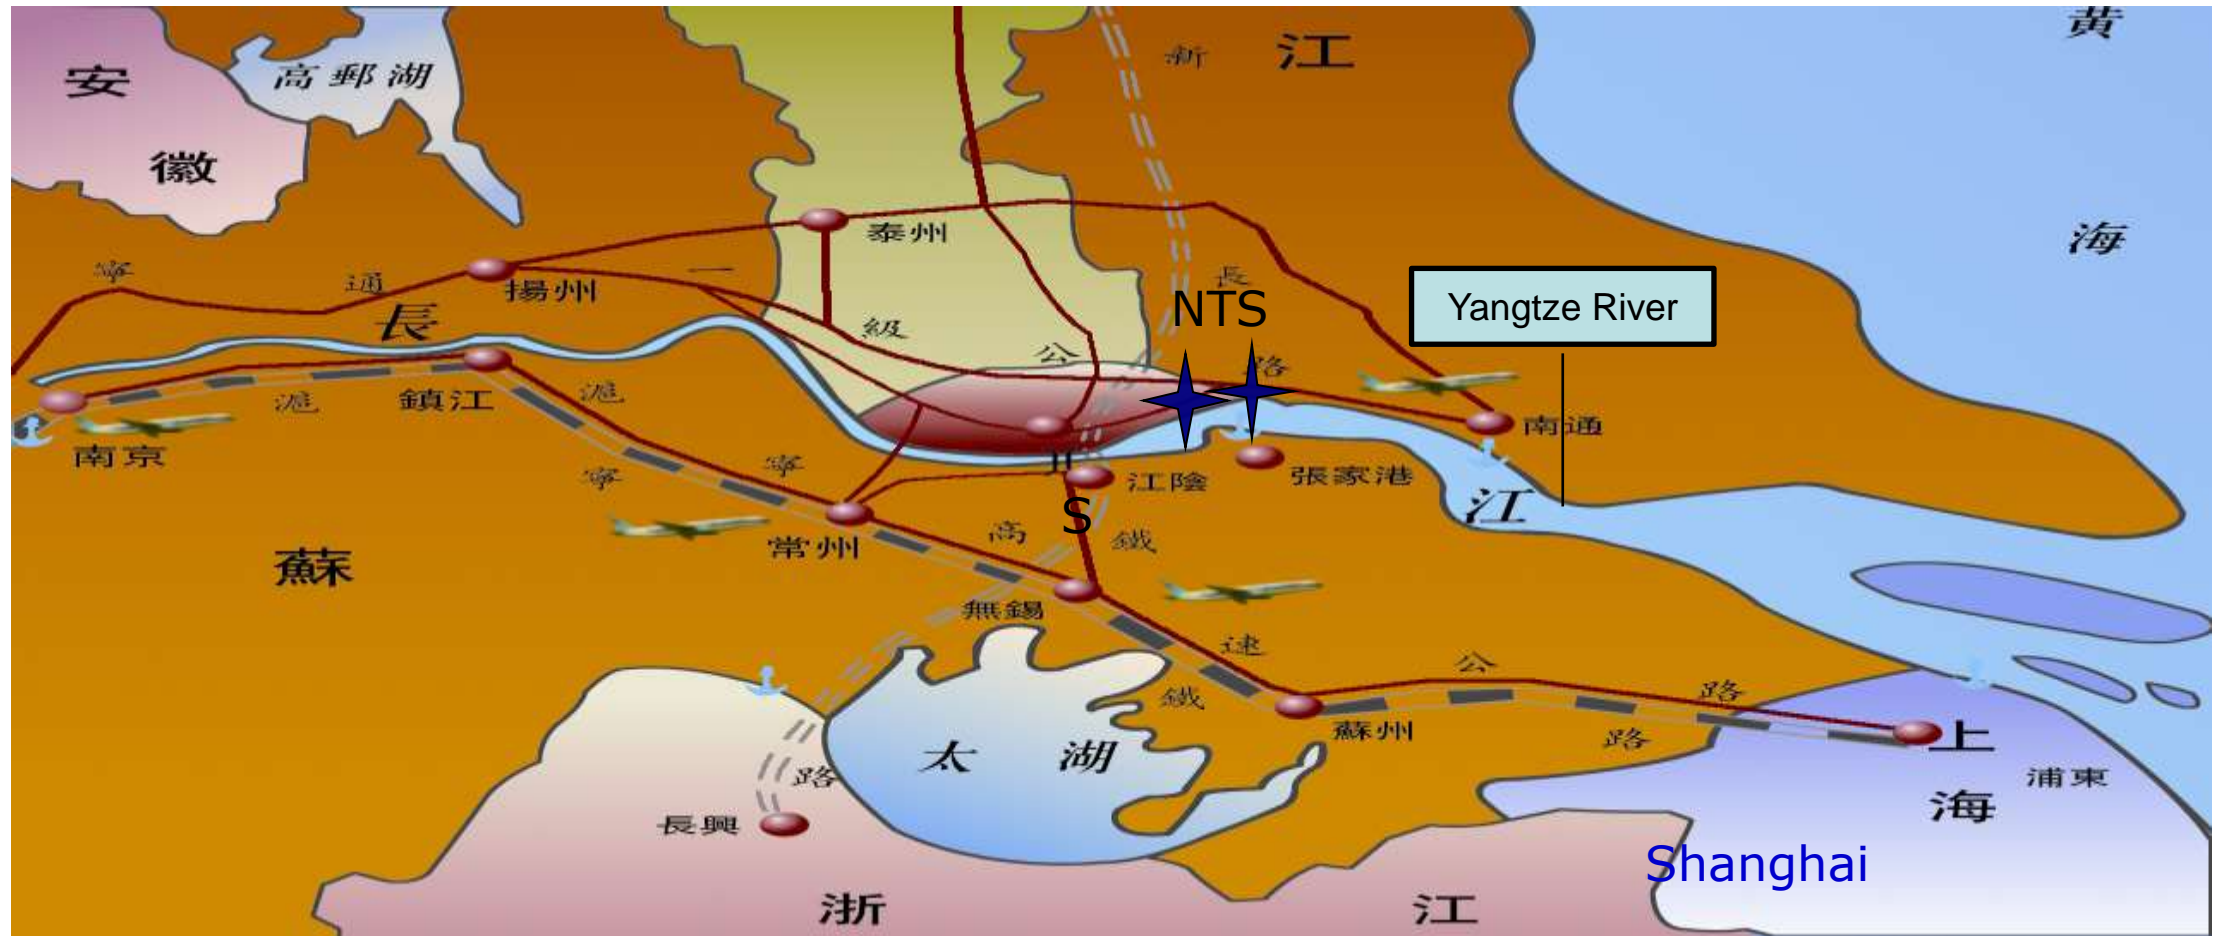 黄
海
新
江
安
徽
高郵湖
泰州
揚州
寧
通
一
級
公
路
長
長
江
NTS
Yangtze River
南京
滬
鎮江
滬
寧
寧
南通
張家港
江陰
S
常州
高
鐵
蘇
無錫
速
公
路
鐵
路
蘇州
太湖
上
海
浦東
路
長興
Shanghai
浙
江